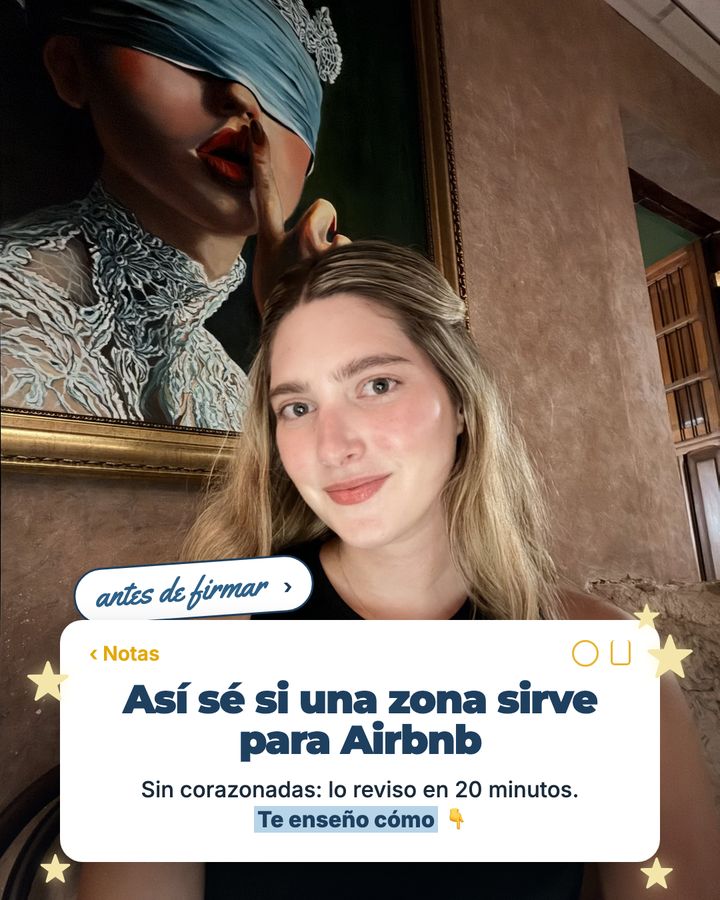 antes de firmar ›
‹ Notas
Así sé si una zona sirve
para Airbnb
Sin corazonadas: lo reviso en 20 minutos.
Te enseño cómo 👇